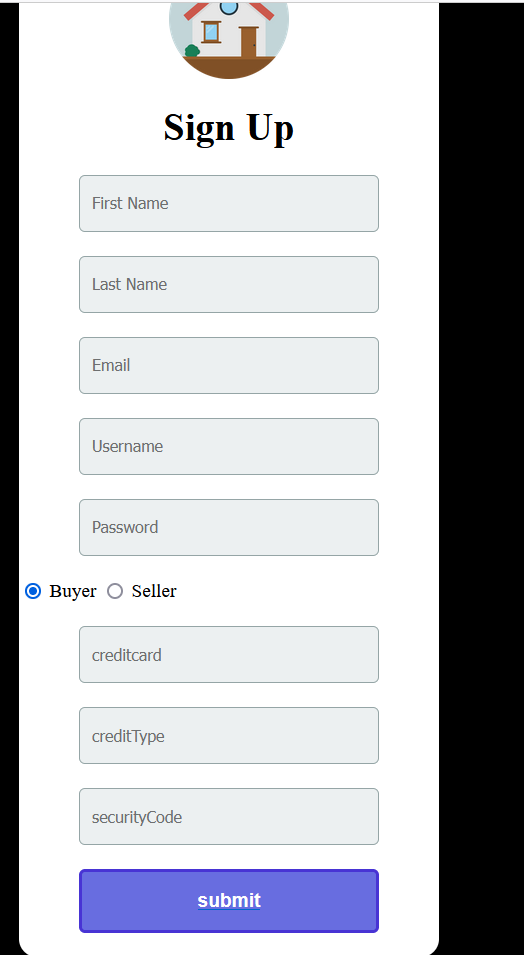 Sign Up
First Name
Last Name
Email
Username
Password
Buyer Seller
creditcard
creditType
securityCode
submit